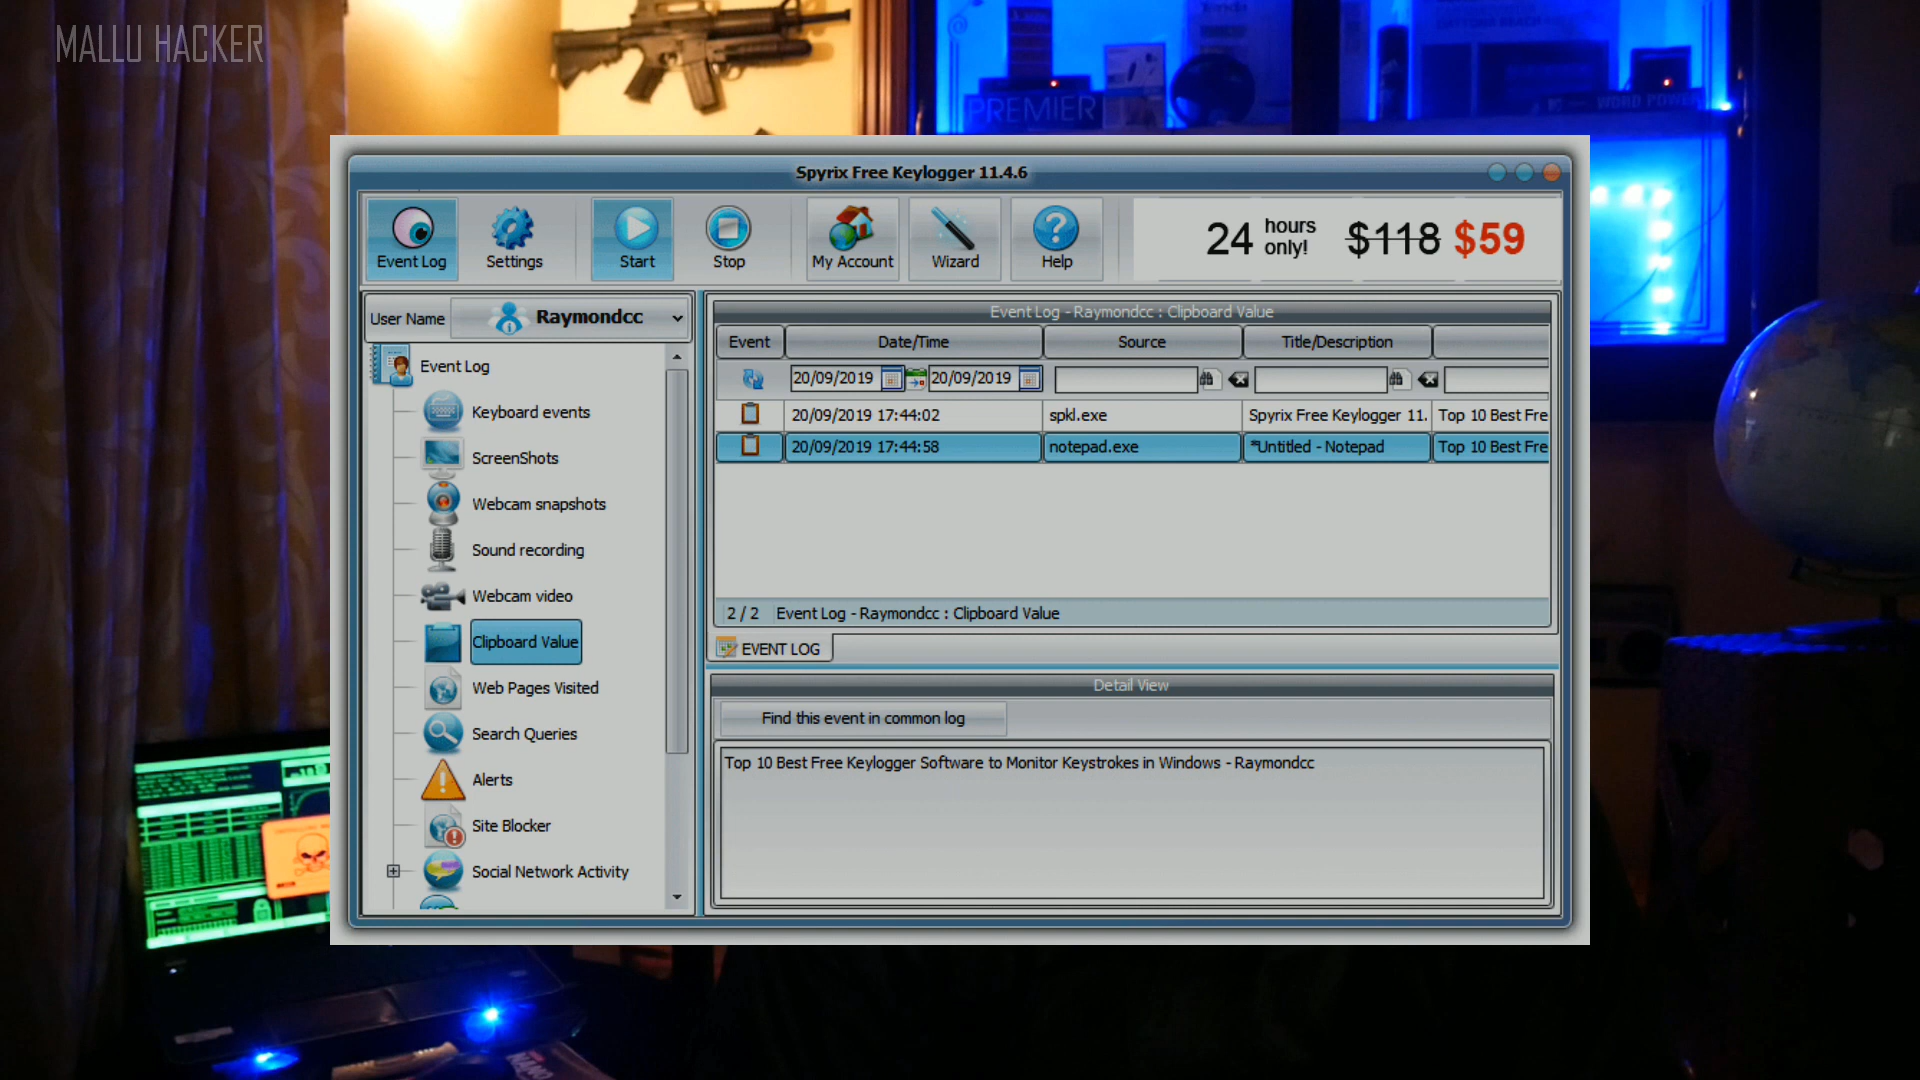 MALLU HACKER
PREMIER
WORD POWER
Spyrix Free Keylogger 11.4.6
Event Log
Settings
Start
Stop
My Account
Wizard
Help
24 hours only! $118 $59
User Name
Raymondcc
Event Log
Keyboard events
ScreenShots
Webcam snapshots
Sound recording
Webcam video
Clipboard Value
Web Pages Visited
Search Queries
Alerts
Site Blocker
Social Network Activity
Event Log - Raymondcc : Clipboard Value
Event Date/Time Source Title/Description
20/09/2019 20/09/2019
20/09/2019 17:44:02 spkl.exe Spyrix Free Keylogger 11. Top 10 Best Fre
20/09/2019 17:44:58 notepad.exe *Untitled - Notepad Top 10 Best Fre
2 / 2 Event Log - Raymondcc : Clipboard Value
EVENT LOG
Detail View
Find this event in common log
Top 10 Best Free Keylogger Software to Monitor Keystrokes in Windows - Raymondcc